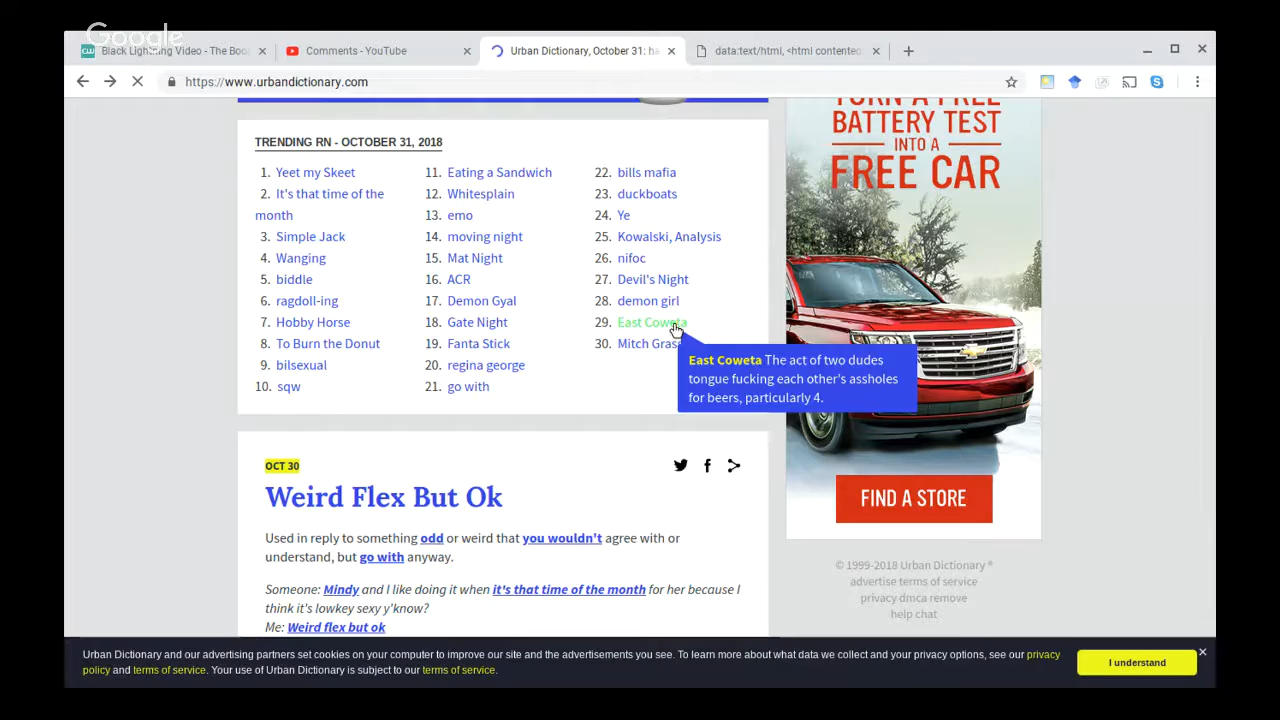 Google
Black Lightning Video - The Boo
Comments - YouTube
Urban Dictionary, October 31: ha
data:text/html, <html contented
https://www.urbandictionary.com
TRENDING RN - OCTOBER 31, 2018
1. Yeet my Skeet
2. It's that time of the
month
3. Simple Jack
4. Wanging
5. biddle
6. ragdoll-ing
7. Hobby Horse
8. To Burn the Donut
9. bilsexual
10. sqw
11. Eating a Sandwich
12. Whitesplain
13. emo
14. moving night
15. Mat Night
16. ACR
17. Demon Gyal
18. Gate Night
19. Fanta Stick
20. regina george
21. go with
22. bills mafia
23. duckboats
24. Ye
25. Kowalski, Analysis
26. nifoc
27. Devil's Night
28. demon girl
29. East Coweta
30. Mitch Gras
East Coweta The act of two dudes
tongue fucking each other's assholes
for beers, particularly 4.
OCT 30
Weird Flex But Ok
Used in reply to something odd or weird that you wouldn't agree with or
understand, but go with anyway.
Someone: Mindy and I like doing it when it's that time of the month for her because I
think it's lowkey sexy y'know?
Me: Weird flex but ok
TURN A FREE
BATTERY TEST
INTO A
FREE CAR
FIND A STORE
© 1999-2018 Urban Dictionary ®
advertise terms of service
privacy dmca remove
help chat
Urban Dictionary and our advertising partners set cookies on your computer to improve our site and the advertisements you see. To learn more about what data we collect and your privacy options, see our privacy
policy and terms of service. Your use of Urban Dictionary is subject to our terms of service.
I understand